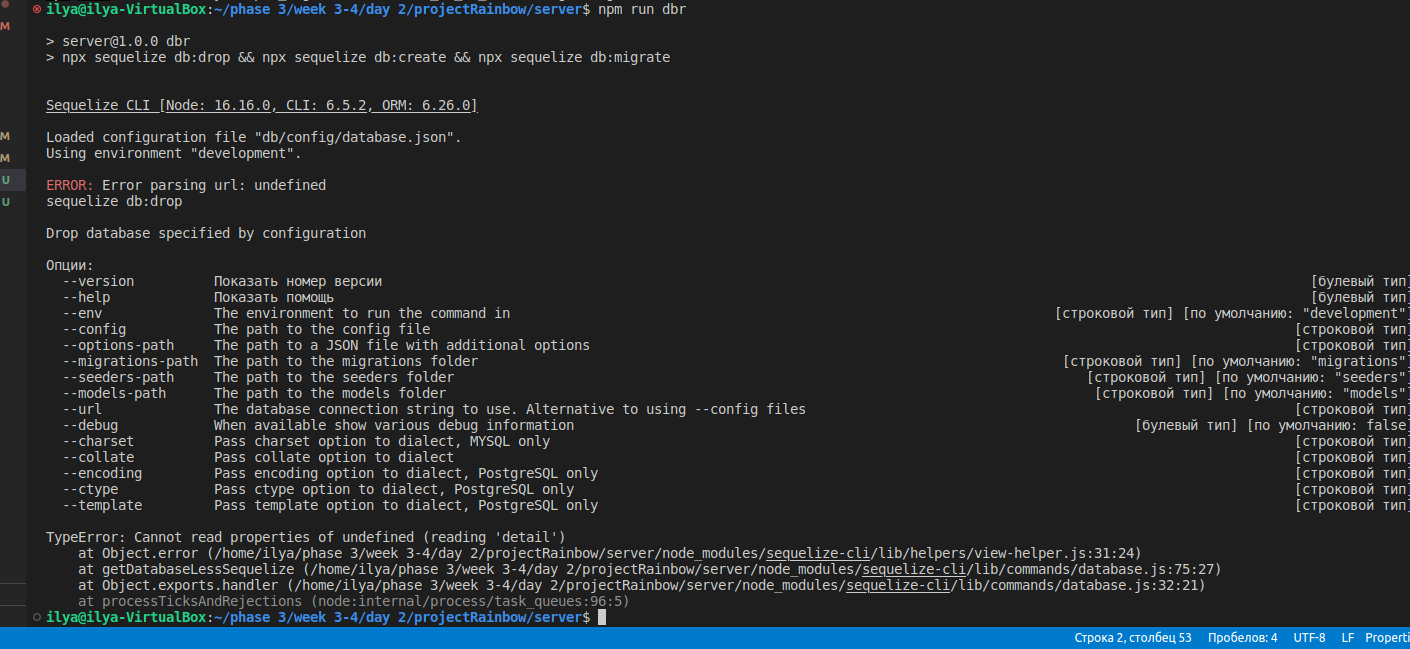 ilya@ilya-VirtualBox:~/phase 3/week 3-4/day 2/projectRainbow/server$ npm run dbr
M
> server@1.0.0 dbr
> npx sequelize db:drop && npx sequelize db:create && npx sequelize db:migrate
Sequelize CLI [Node: 16.16.0, CLI: 6.5.2, ORM: 6.26.0]
M
Loaded configuration file "db/config/database.json".
M
Using environment "development".
U
ERROR: Error parsing url: undefined
U
sequelize db:drop
Drop database specified by configuration
Опции:
--version Показать номер версии [булевый тип]
--help Показать помощь [булевый тип]
--env The environment to run the command in [строковой тип] [по умолчанию: "development"]
--config The path to the config file [строковой тип]
--options-path The path to a JSON file with additional options [строковой тип]
--migrations-path The path to the migrations folder [строковой тип] [по умолчанию: "migrations"]
--seeders-path The path to the seeders folder [строковой тип] [по умолчанию: "seeders"]
--models-path The path to the models folder [строковой тип] [по умолчанию: "models"]
--url The database connection string to use. Alternative to using --config files [строковой тип]
--debug When available show various debug information [булевый тип] [по умолчанию: false]
--charset Pass charset option to dialect, MYSQL only [строковой тип]
--collate Pass collate option to dialect [строковой тип]
--encoding Pass encoding option to dialect, PostgreSQL only [строковой тип]
--ctype Pass ctype option to dialect, PostgreSQL only [строковой тип]
--template Pass template option to dialect, PostgreSQL only [строковой тип]
TypeError: Cannot read properties of undefined (reading 'detail')
at Object.error (/home/ilya/phase 3/week 3-4/day 2/projectRainbow/server/node_modules/sequelize-cli/lib/helpers/view-helper.js:31:24)
at getDatabaseLessSequelize (/home/ilya/phase 3/week 3-4/day 2/projectRainbow/server/node_modules/sequelize-cli/lib/commands/database.js:75:27)
at Object.exports.handler (/home/ilya/phase 3/week 3-4/day 2/projectRainbow/server/node_modules/sequelize-cli/lib/commands/database.js:32:21)
at processTicksAndRejections (node:internal/process/task_queues:96:5)
ilya@ilya-VirtualBox:~/phase 3/week 3-4/day 2/projectRainbow/server$
Строка 2, столбец 53 Пробелов: 4 UTF-8 LF Properti